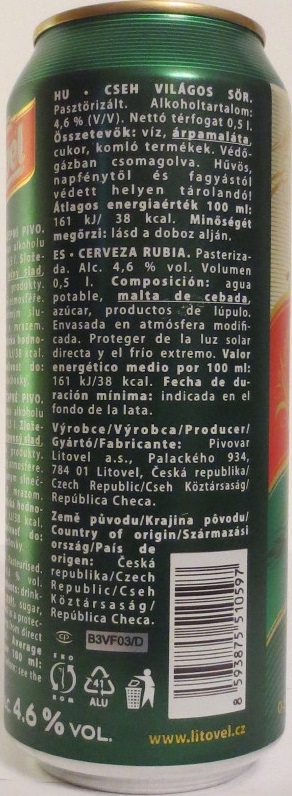 HU • CSEH VILÁGOS SÖR.
Pasztörizált. Alkoholtartalom:
4,6 % (V/V). Nettó térfogat 0,5 l.
Összetevők: víz, árpamaláta,
cukor, komló termékek. Védő-
gázban csomagolva. Hűvös,
napfénytől és fagyástól
védett helyen tárolandó!
Átlagos energiaérték 100 ml:
161 kJ/ 38 kcal. Minőségét
megőrzi: lásd a doboz alján.
ES • CERVEZA RUBIA. Pasteriza-
da. Alc. 4,6 % vol. Volumen
0,5 l. Composición: agua
potable, malta de cebada,
azúcar, productos de lúpulo.
Envasada en atmósfera modifi-
cada. Proteger de la luz solar
directa y el frío extremo. Valor
energético medio por 100 ml:
161 kJ/38 kcal. Fecha de du-
ración mínima: indicada en el
fondo de la lata.
Výrobce/Výrobca/Producer/
Gyártó/Fabricante: Pivovar
Litovel a.s., Palackého 934,
784 01 Litovel, Česká republika/
Czech Republic/Cseh Köztársaság/
República Checa.
Země původu/Krajina pôvodu/
Country of origin/Származási
ország/País de
origen: Česká
republika/Czech
Republic/Cseh
Köztársaság/
República Checa.
B3VF03/D
EKO
KOM
41
ALU
8 593875 510597
4,6 % VOL.
www.litovel.cz